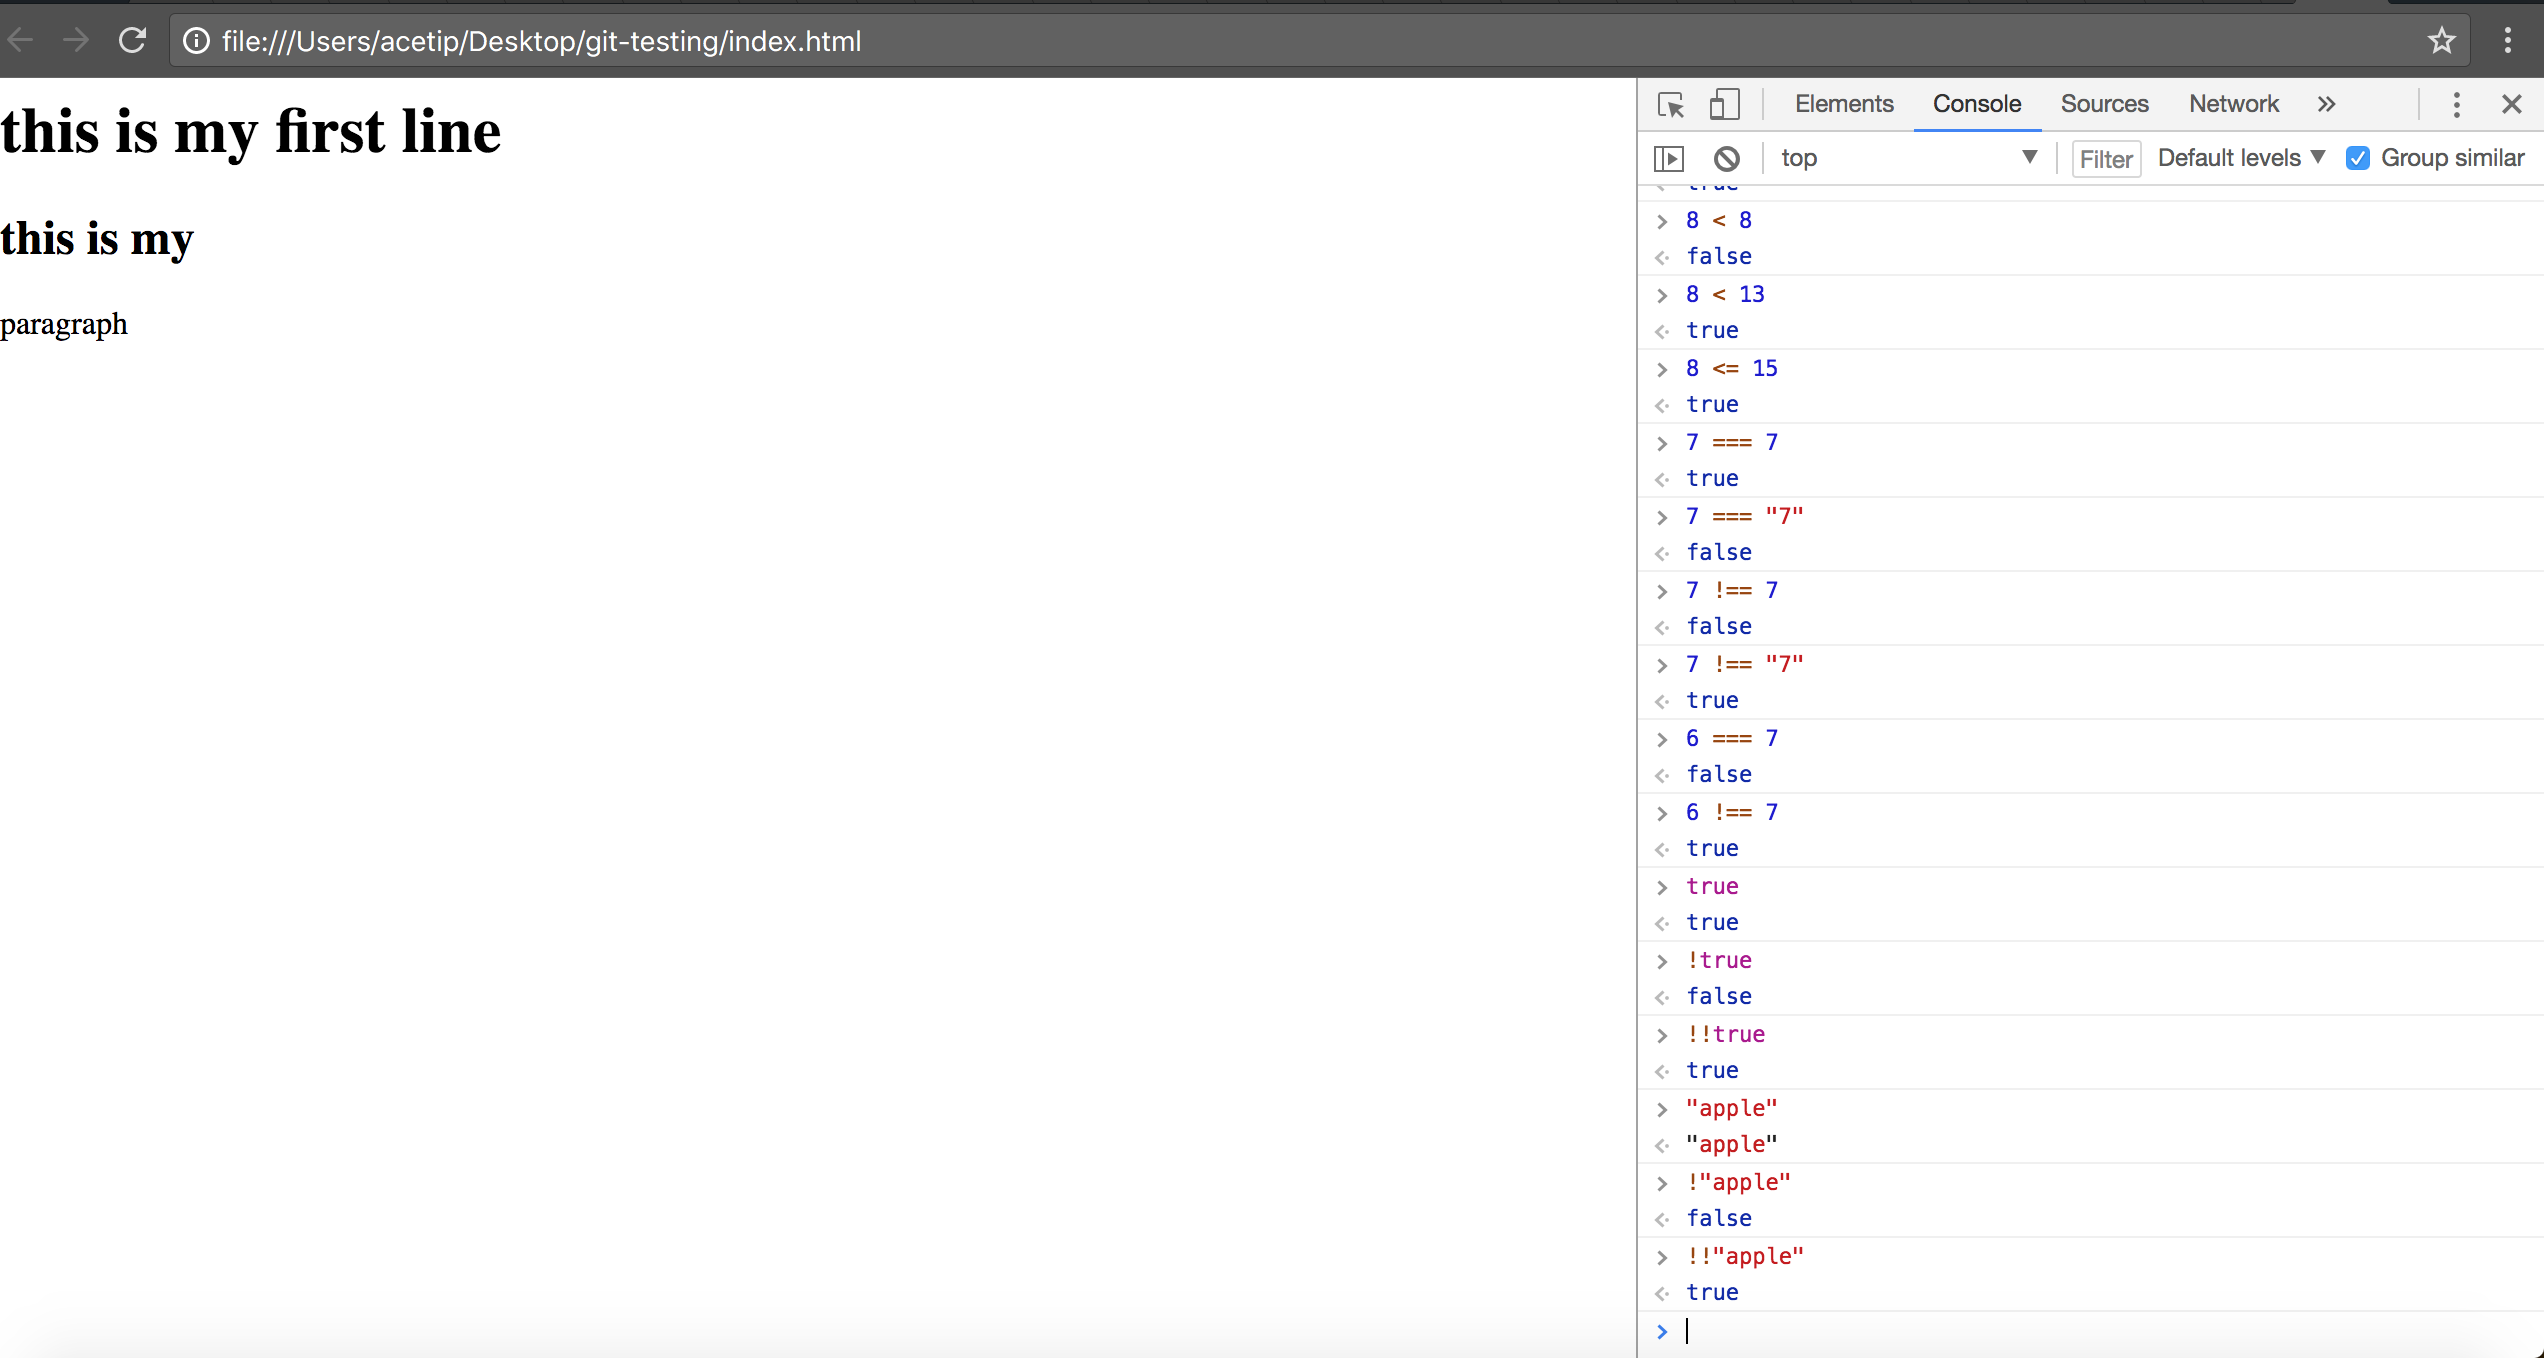 file:///Users/acetip/Desktop/git-testing/index.html
this is my first line
this is my
paragraph
Elements Console Sources Network
top Filter Default levels Group similar
true
8 < 8
false
8 < 13
true
8 <= 15
true
7 === 7
true
7 === "7"
false
7 !== 7
false
7 !== "7"
true
6 === 7
false
6 !== 7
true
true
true
!true
false
!!true
true
"apple"
"apple"
!"apple"
false
!!"apple"
true